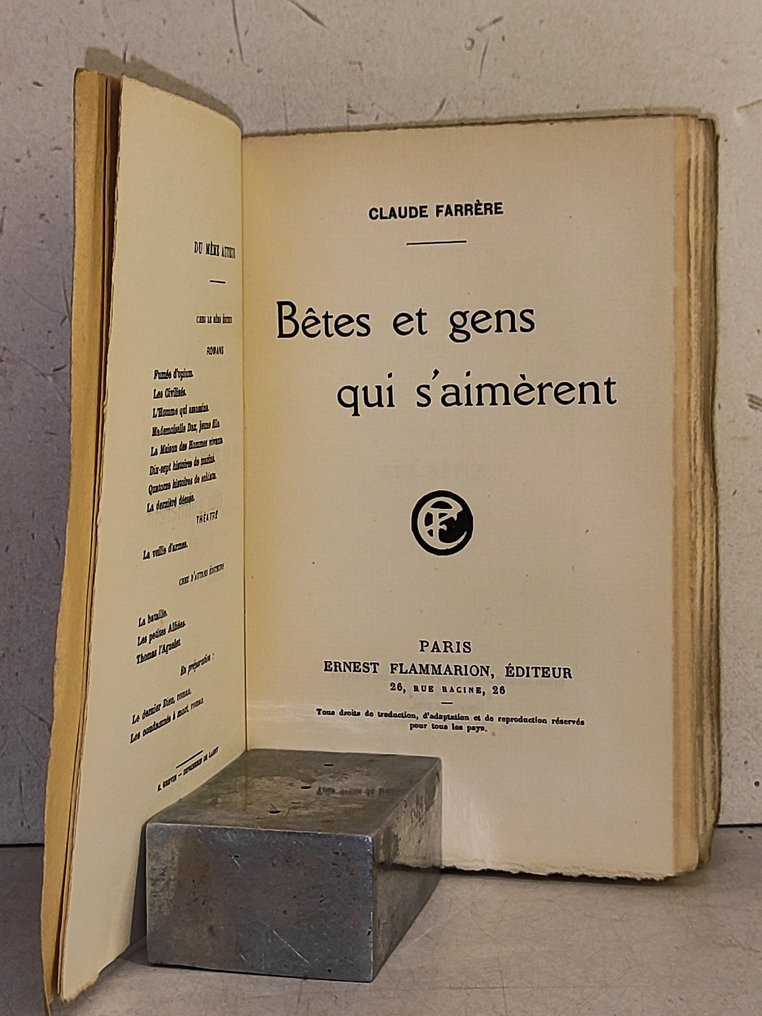 DU MÊME AUTEUR
CHEZ LE MÊME ÉDITEUR
ROMANS
Fumée d'opium.
Les Civilisés.
L'Homme qui assassina.
Mademoiselle Dax, jeune fille.
La Maison des Hommes vivants.
Dix-sept histoires de marins.
Quatorze histoires de soldats.
La dernière déesse.
THÉATRE
La veille d'armes.
CHEZ D'AUTRES ÉDITEURS
La bataille.
Les petites Alliées.
Thomas l'Agnelet
En préparation :
Le dernier Dieu, roman.
Les condamnés à mort, roman.
E. GREVIN — IMPRIMERIE DE LAGNY
CLAUDE FARRÈRE
Bêtes et gens
qui s'aimèrent
PARIS
ERNEST FLAMMARION, ÉDITEUR
26, RUE RACINE, 26
Tous droits de traduction, d'adaptation et de reproduction réservés
pour tous les pays.